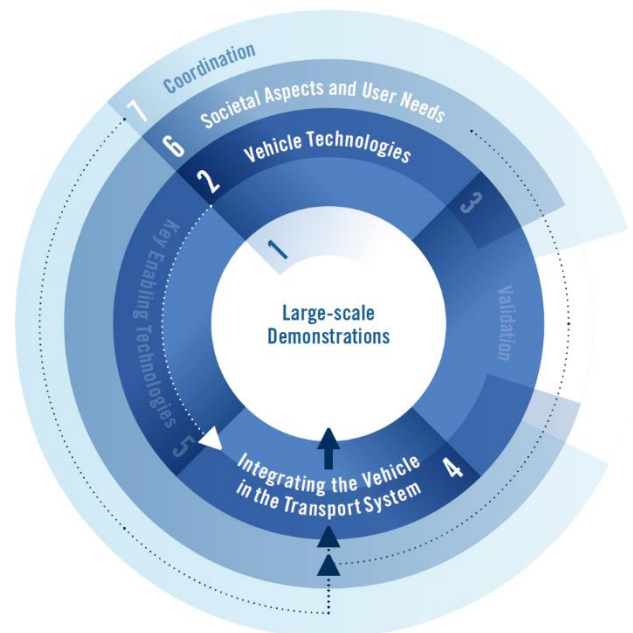 7
Coordination
6
Societal Aspects and User Needs
2
Vehicle Technologies
3
Validation
1
Large-scale
Demonstrations
Key Enabling Technologies
5
Integrating the Vehicle
in the Transport System
4